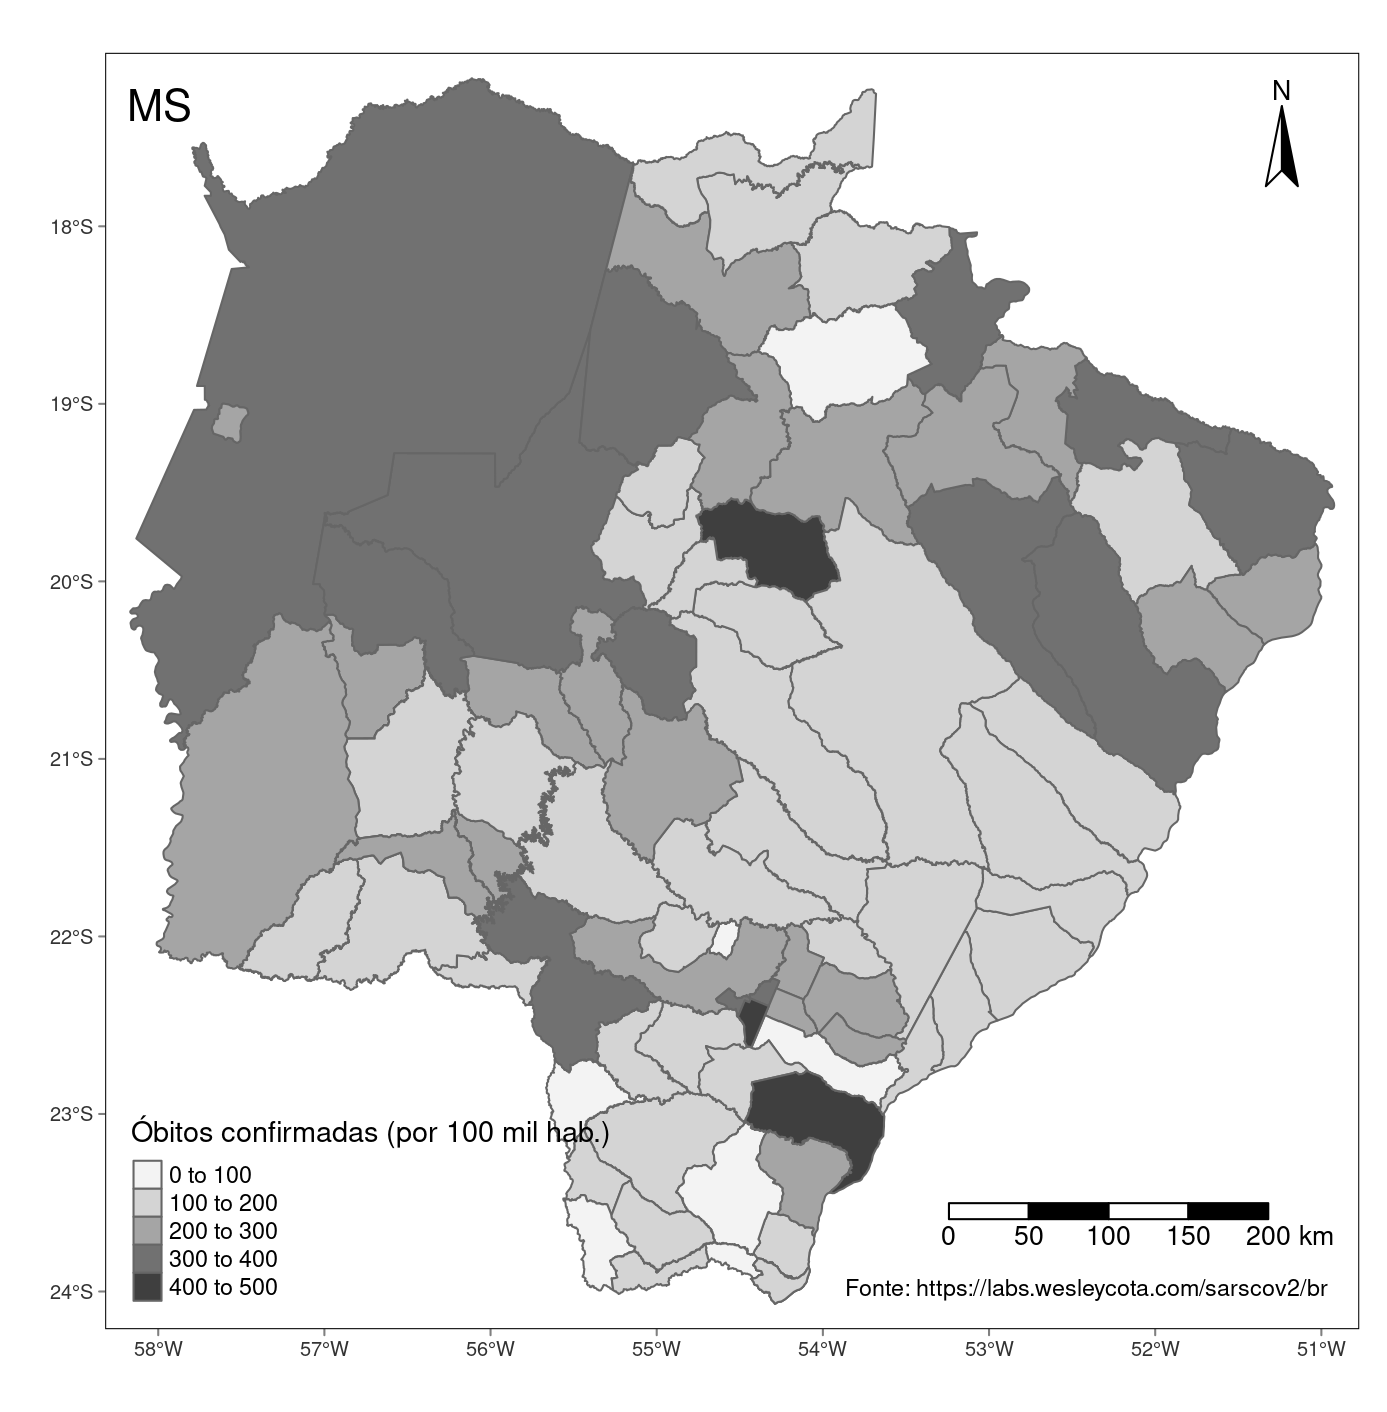 MS
N
18°S
19°S
20°S
21°S
22°S
23°S
24°S
Óbitos confirmadas (por 100 mil hab.)
0 to 100
100 to 200
200 to 300
300 to 400
400 to 500
0 50 100 150 200 km
Fonte: https://labs.wesleycota.com/sarscov2/br
58°W 57°W 56°W 55°W 54°W 53°W 52°W 51°W